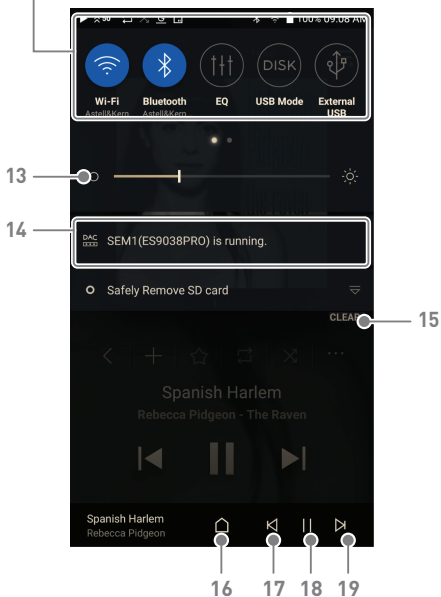 50 100% 09:08 AM
DISK
Wi-Fi Bluetooth EQ USB Mode External
USB
Astell&Kern Astell&Kern
13
14
DAC
SEM1(ES9038PRO) is running.
Safely Remove SD card
CLEAR
15
Spanish Harlem
Rebecca Pidgeon - The Raven
Spanish Harlem
Rebecca Pidgeon
16 17 18 19